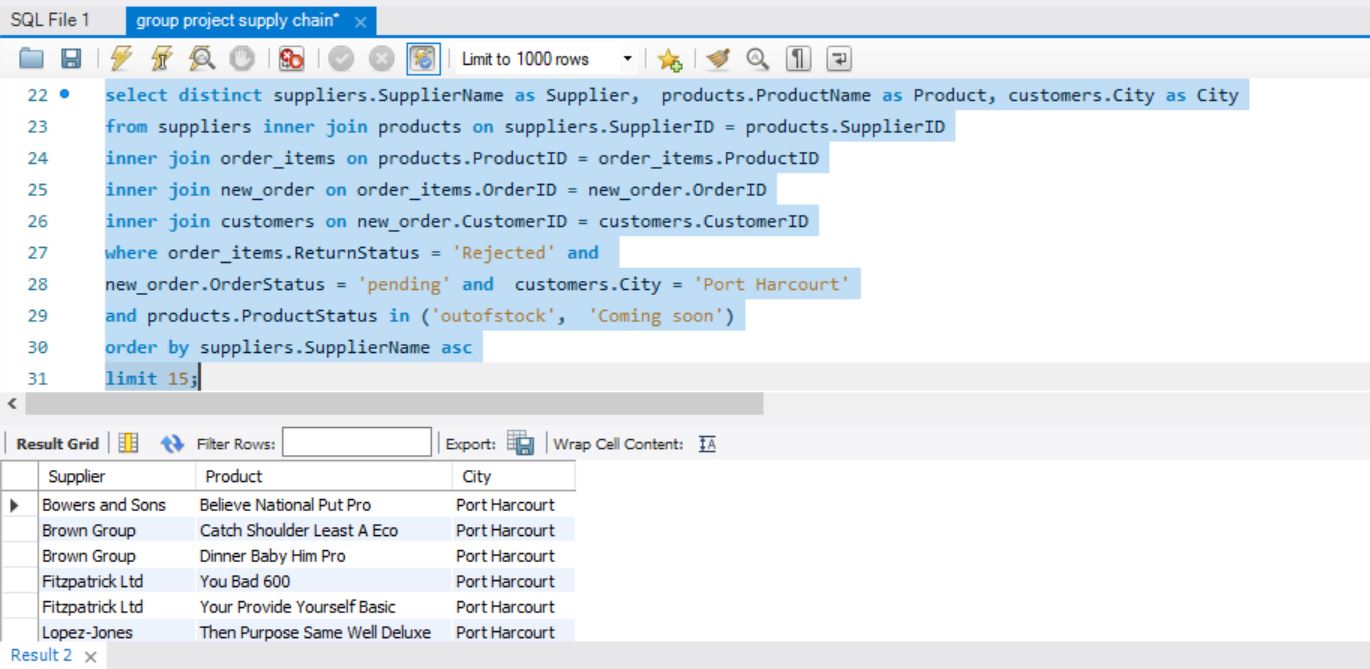 SQL File 1 group project supply chain*
Limit to 1000 rows
22 select distinct suppliers.SupplierName as Supplier,  products.ProductName as Product, customers.City as City
23 from suppliers inner join products on suppliers.SupplierID = products.SupplierID
24 inner join order_items on products.ProductID = order_items.ProductID
25 inner join new_order on order_items.OrderID = new_order.OrderID
26 inner join customers on new_order.CustomerID = customers.CustomerID
27 where order_items.ReturnStatus = 'Rejected' and
28 new_order.OrderStatus = 'pending' and  customers.City = 'Port Harcourt'
29 and products.ProductStatus in ('outofstock',  'Coming soon')
30 order by suppliers.SupplierName asc
31 limit 15;
Result Grid Filter Rows: Export: Wrap Cell Content:
Supplier Product City
Bowers and Sons Believe National Put Pro Port Harcourt
Brown Group Catch Shoulder Least A Eco Port Harcourt
Brown Group Dinner Baby Him Pro Port Harcourt
Fitzpatrick Ltd You Bad 600 Port Harcourt
Fitzpatrick Ltd Your Provide Yourself Basic Port Harcourt
Lopez-Jones Then Purpose Same Well Deluxe Port Harcourt
Result 2